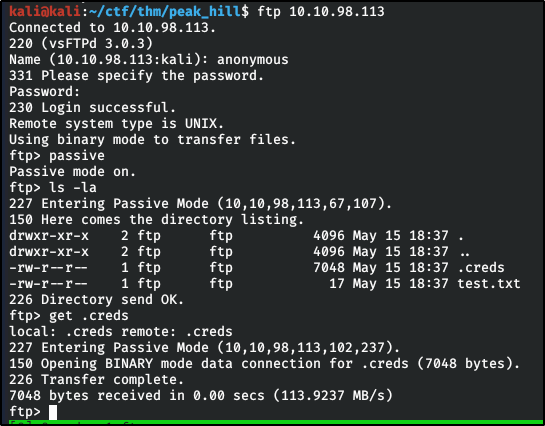 kali@kali:~/ctf/thm/peak_hill$ ftp 10.10.98.113
Connected to 10.10.98.113.
220 (vsFTPd 3.0.3)
Name (10.10.98.113:kali): anonymous
331 Please specify the password.
Password:
230 Login successful.
Remote system type is UNIX.
Using binary mode to transfer files.
ftp> passive
Passive mode on.
ftp> ls -la
227 Entering Passive Mode (10,10,98,113,67,107).
150 Here comes the directory listing.
drwxr-xr-x    2 ftp      ftp          4096 May 15 18:37 .
drwxr-xr-x    2 ftp      ftp          4096 May 15 18:37 ..
-rw-r--r--    1 ftp      ftp          7048 May 15 18:37 .creds
-rw-r--r--    1 ftp      ftp            17 May 15 18:37 test.txt
226 Directory send OK.
ftp> get .creds
local: .creds remote: .creds
227 Entering Passive Mode (10,10,98,113,102,237).
150 Opening BINARY mode data connection for .creds (7048 bytes).
226 Transfer complete.
7048 bytes received in 0.00 secs (113.9237 MB/s)
ftp>